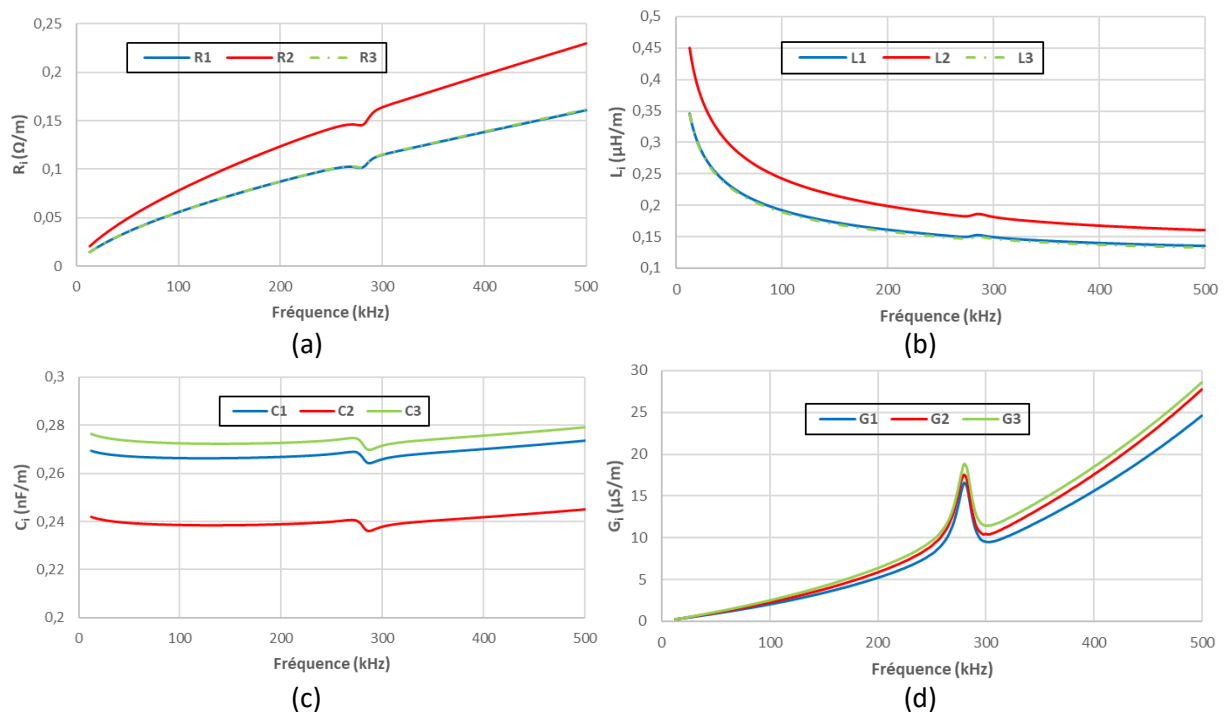 0,25
0,2
0,15
0,1
0,05
0
R1 R2 R3
R_i (Ω/m)
0 100 200 300 400 500
Fréquence (kHz)
(a)
0,5
0,45
0,4
0,35
0,3
0,25
0,2
0,15
0,1
L1 L2 L3
L_i (μH/m)
0 100 200 300 400 500
Fréquence (kHz)
(b)
0,3
0,28
0,26
0,24
0,22
0,2
C1 C2 C3
C_i (nF/m)
0 100 200 300 400 500
Fréquence (kHz)
(c)
30
25
20
15
10
5
0
G1 G2 G3
G_i (μS/m)
0 100 200 300 400 500
Fréquence (kHz)
(d)